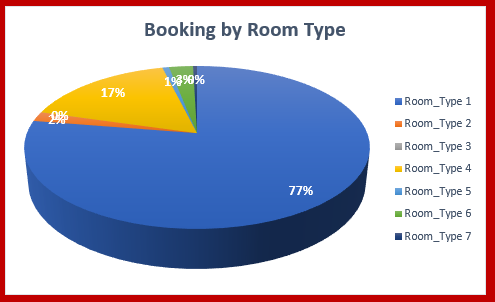 Booking by Room Type
77%
2%
0%
17%
1%
3%
0%
Room_Type 1
Room_Type 2
Room_Type 3
Room_Type 4
Room_Type 5
Room_Type 6
Room_Type 7